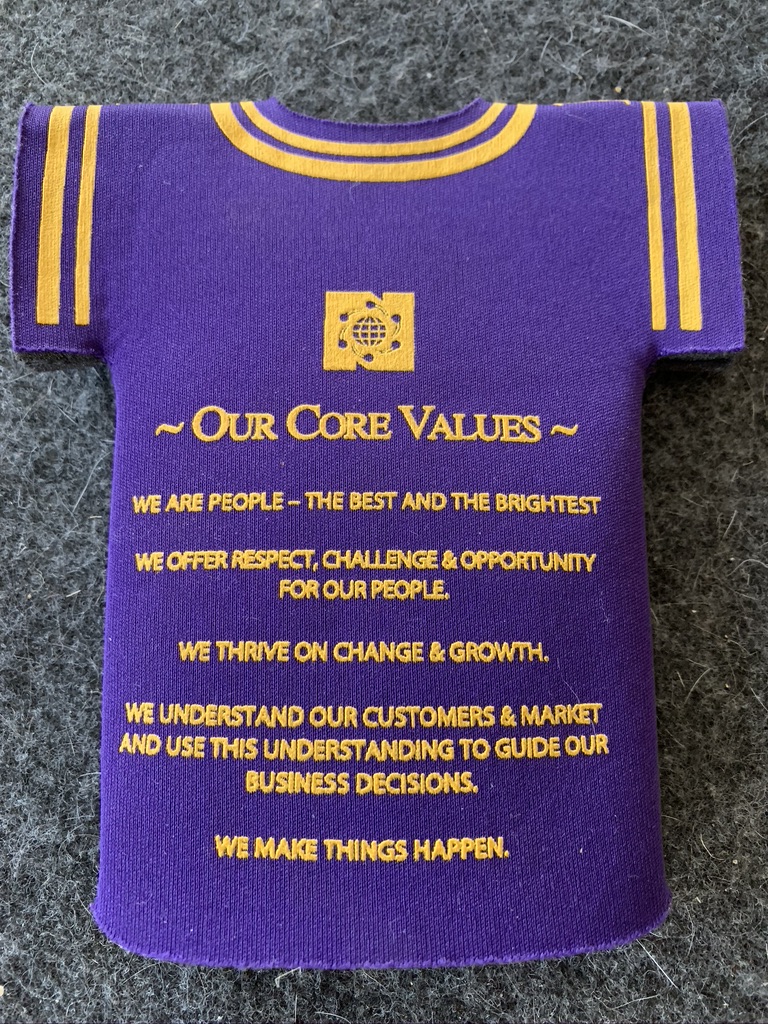 N
~ OUR CORE VALUES ~
WE ARE PEOPLE – THE BEST AND THE BRIGHTEST
WE OFFER RESPECT, CHALLENGE & OPPORTUNITY
FOR OUR PEOPLE.
WE THRIVE ON CHANGE & GROWTH.
WE UNDERSTAND OUR CUSTOMERS & MARKET
AND USE THIS UNDERSTANDING TO GUIDE OUR
BUSINESS DECISIONS.
WE MAKE THINGS HAPPEN.